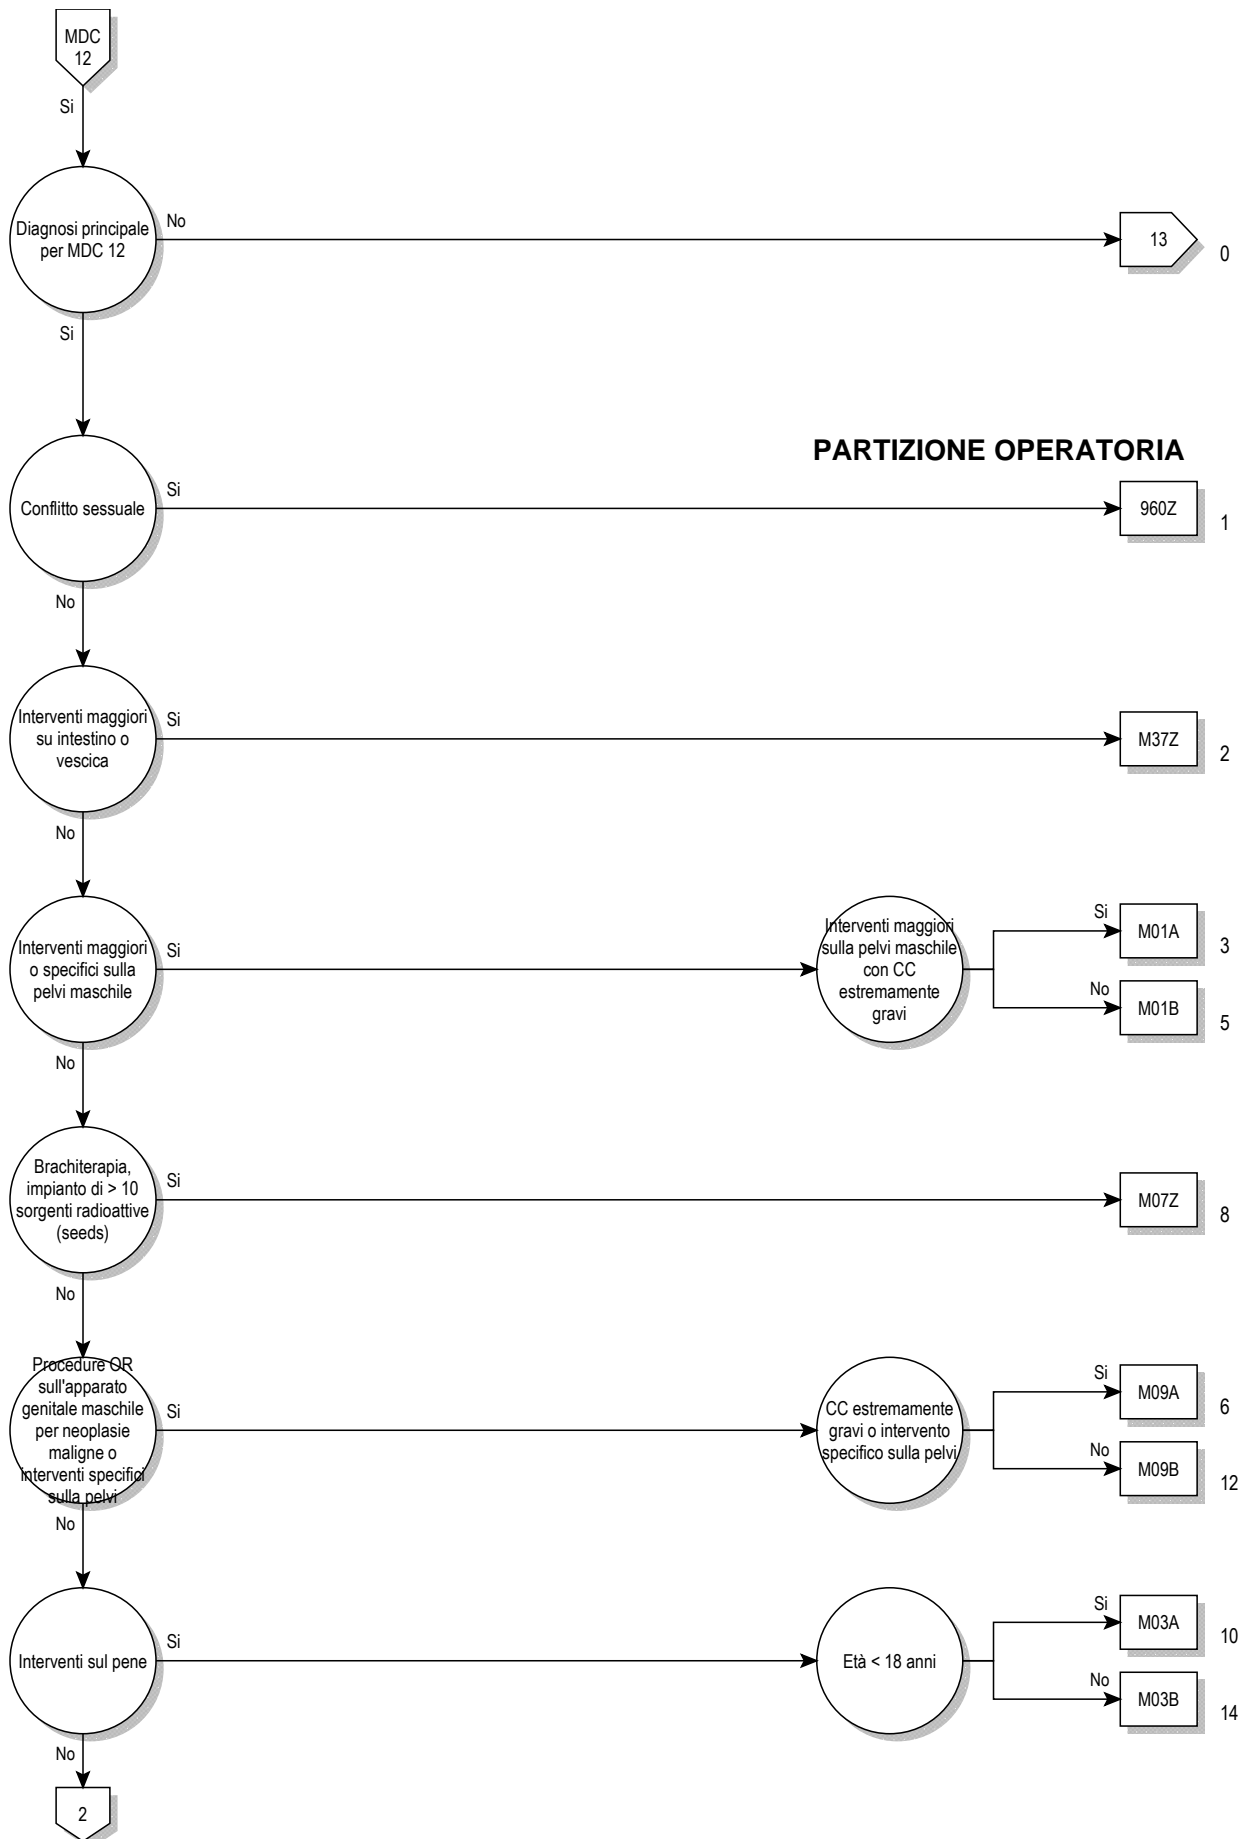 MDC
12
Si
Diagnosi principale
per MDC 12
No
13
0
Si
PARTIZIONE OPERATORIA
Conflitto sessuale
Si
960Z
1
No
Interventi maggiori
su intestino o
vescica
Si
M37Z
2
No
Interventi maggiori
o specifici sulla
pelvi maschile
Si
Interventi maggiori
sulla pelvi maschile
con CC
estremamente
gravi
Si
M01A
3
No
M01B
5
No
Brachiterapia,
impianto di > 10
sorgenti radioattive
(seeds)
Si
M07Z
8
No
Procedure OR
sull'apparato
genitale maschile
per neoplasie
maligne o
interventi specifici
sulla pelvi
Si
CC estremamente
gravi o intervento
specifico sulla pelvi
Si
M09A
6
No
M09B
12
No
Interventi sul pene
Si
Età < 18 anni
Si
M03A
10
No
M03B
14
No
2